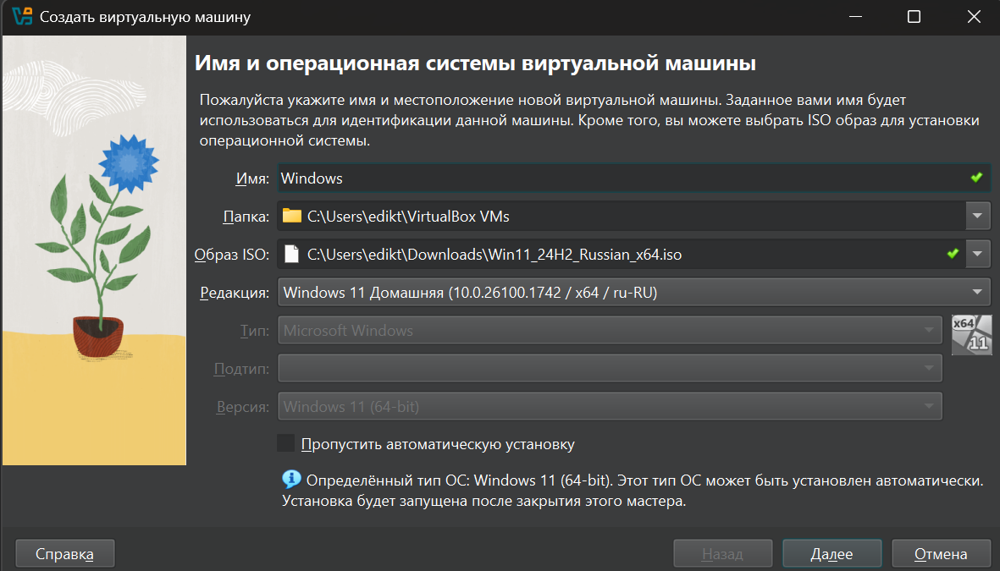 Создать виртуальную машину
Имя и операционная системы виртуальной машины
Пожалуйста укажите имя и местоположение новой виртуальной машины. Заданное вами имя будет
использоваться для идентификации данной машины. Кроме того, вы можете выбрать ISO образ для установки
операционной системы.
Имя: Windows
Папка: C:\Users\edikt\VirtualBox VMs
Образ ISO: C:\Users\edikt\Downloads\Win11_24H2_Russian_x64.iso
Редакция: Windows 11 Домашняя (10.0.26100.1742 / x64 / ru-RU)
Тип: Microsoft Windows
x64
11
Подтип:
Версия: Windows 11 (64-bit)
Пропустить автоматическую установку
Определённый тип ОС: Windows 11 (64-bit). Этот тип ОС может быть установлен автоматически.
Установка будет запущена после закрытия этого мастера.
Справка Назад Далее Отмена